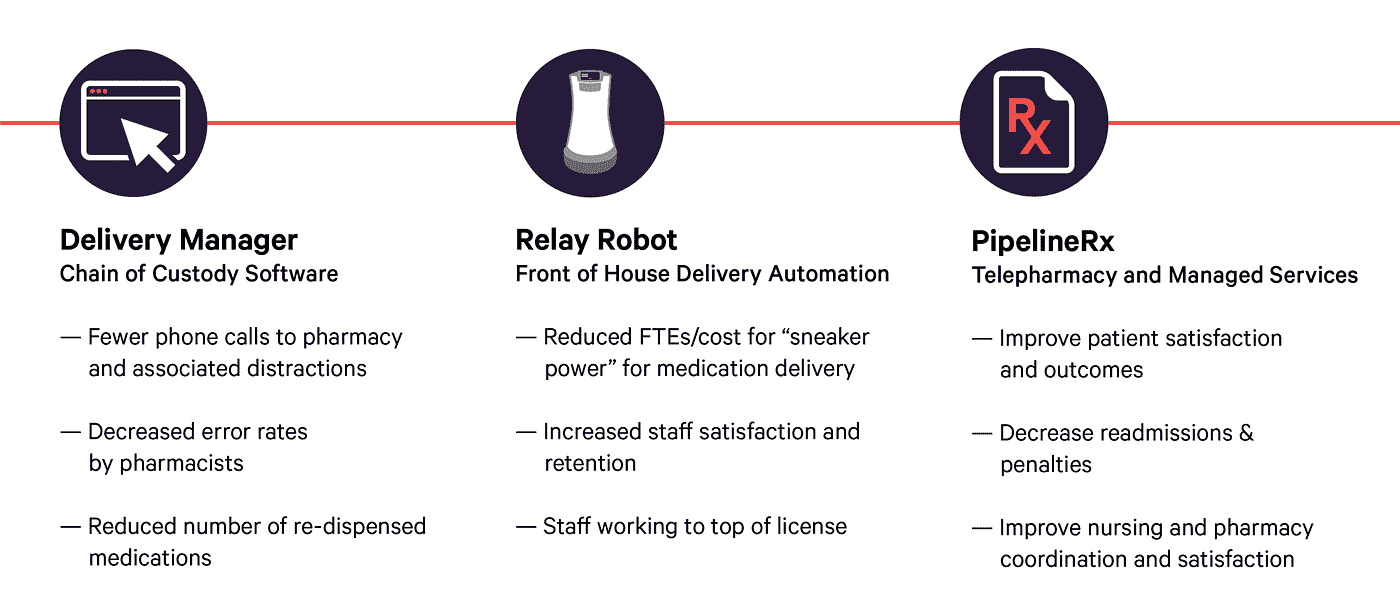 Rx
Delivery Manager
Chain of Custody Software
— Fewer phone calls to pharmacy
and associated distractions
— Decreased error rates
by pharmacists
— Reduced number of re-dispensed
medications
Relay Robot
Front of House Delivery Automation
— Reduced FTEs/cost for “sneaker
power” for medication delivery
— Increased staff satisfaction and
retention
— Staff working to top of license
PipelineRx
Telepharmacy and Managed Services
— Improve patient satisfaction
and outcomes
— Decrease readmissions &
penalties
— Improve nursing and pharmacy
coordination and satisfaction